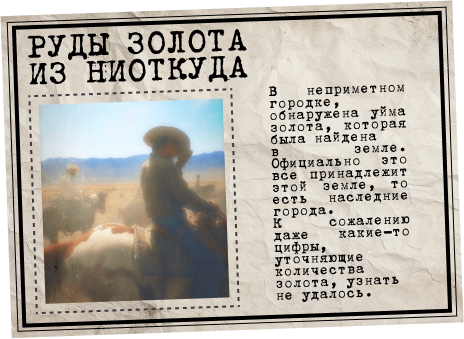 РУДЫ ЗОЛОТА
ИЗ НИОТКУДА
В неприметном
городке,
обнаружена уйма
золота, которая
была найдена
в земле.
Официально это
все принадлежит
этой земле, то
есть наследние
города.
К сожалению
даже какие-то
цифры,
уточняющие
количества
золота, узнать
не удалось.